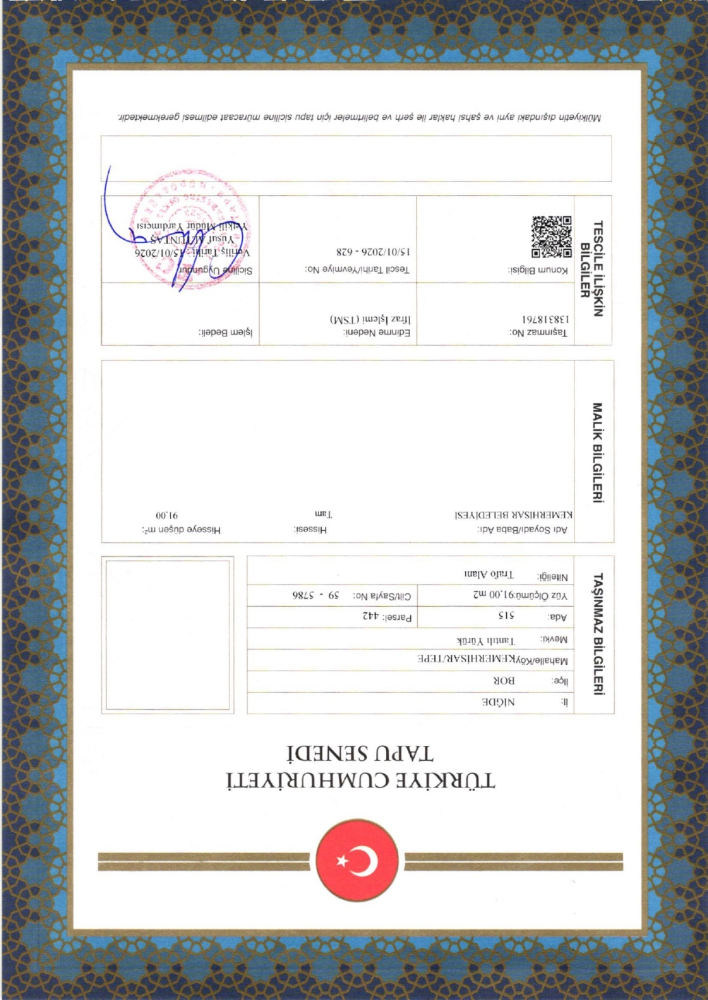 TÜRKİYE CUMHURİYETİ
TAPU SENEDİ
TAŞINMAZ BİLGİLERİ
İl: NİĞDE
İlçe: BOR
Mahalle/Köy KEMERHİSAR/TEPE
Mevki: Tantılı Yürük
Ada: 515 Parsel: 442
Yüz Ölçümü: 91,00 m2 Cilt/Sayfa No: 59 - 5786
Niteliği: Trafo Alanı
MALİK BİLGİLERİ
Adı Soyadı/Baba Adı: Hissesi: Hisseye düşen m²:
KEMERHİSAR BELEDİYESİ Tam 91,00
TESCİLE İLİŞKİN
BİLGİLER
Taşınmaz No: Edinme Nedeni: İşlem Bedeli:
138318761 İfraz İşlemi (TSM)
Konum Bilgisi: Tescil Tarihi/Yevmiye No: Siciline Uygundur
15/01/2026 - 628 Veriliş Tarihi : 15/01/2026
Yusuf ALTUNTAŞ
Yetkili Müdür Yardımcısı
Mülkiyetin dışındaki ayni ve şahsi haklar ile şerh ve belirtmeler için tapu siciline müracaat edilmesi gerekmektedir.